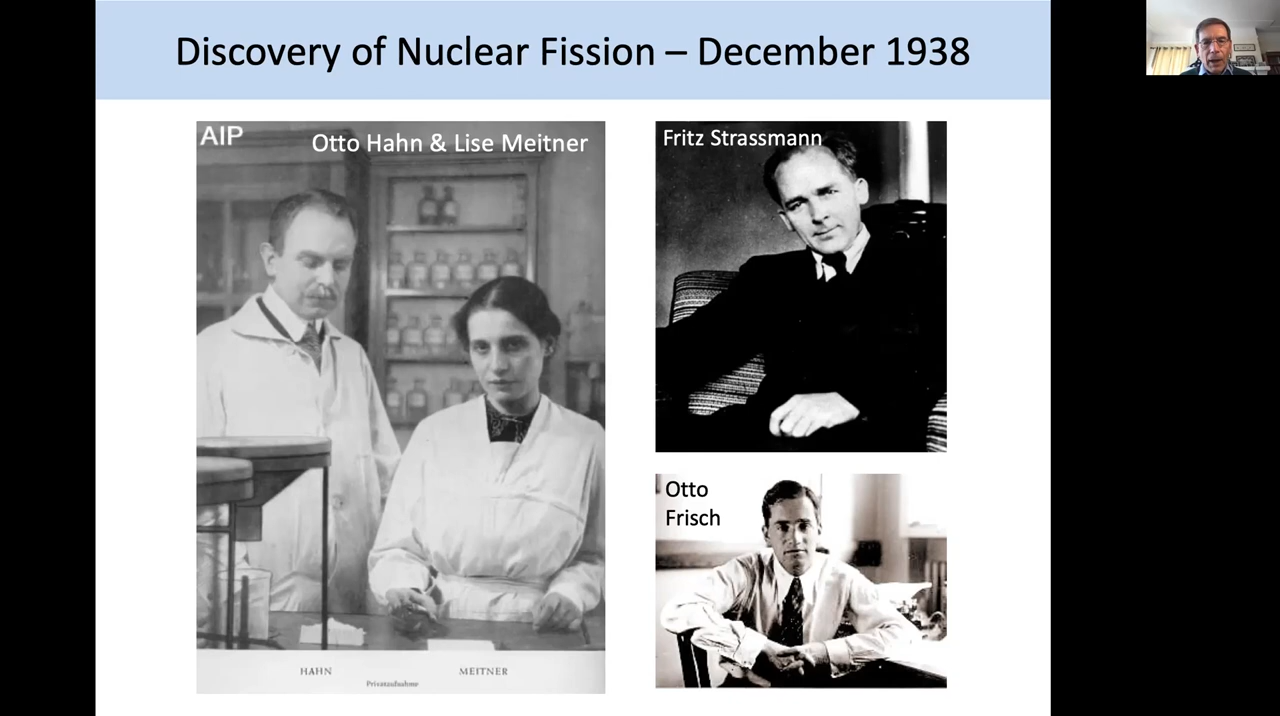 Discovery of Nuclear Fission – December 1938
AIP
Otto Hahn & Lise Meitner
Fritz Strassmann
Otto
Frisch
HAHN
MEITNER
Privataufnahme